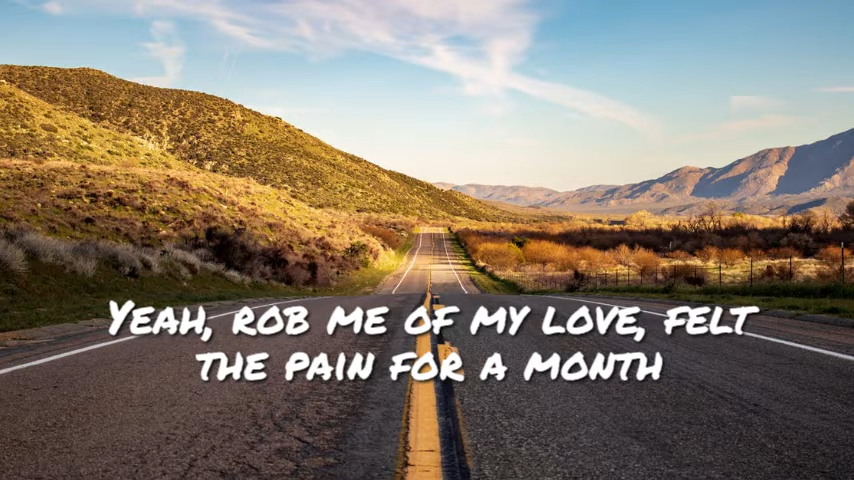 Yeah, rob me of my love, felt
the pain for a month